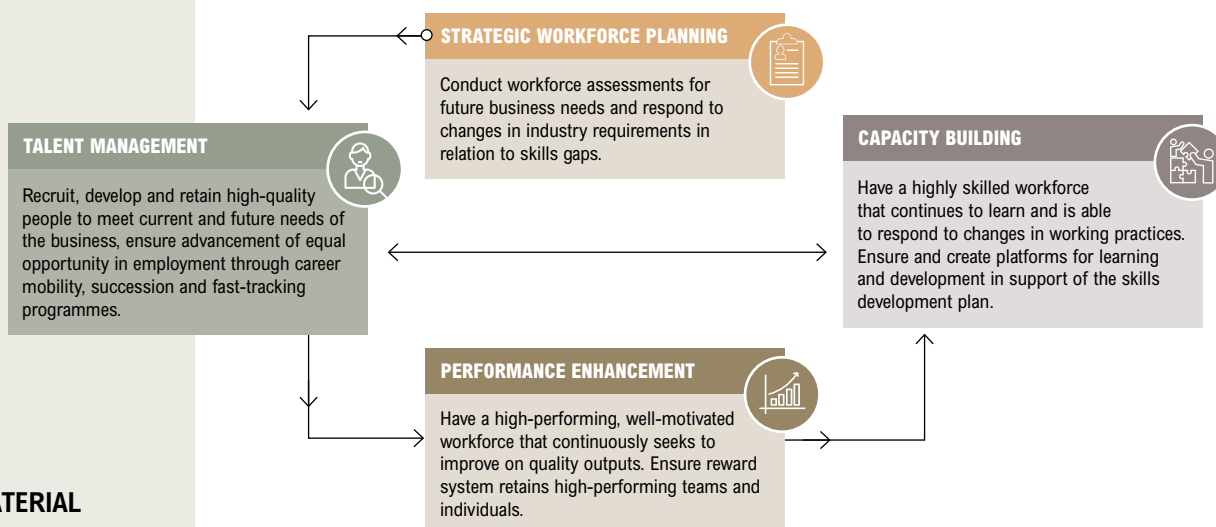 STRATEGIC WORKFORCE PLANNING
Conduct workforce assessments for
future business needs and respond to
changes in industry requirements in
relation to skills gaps.
TALENT MANAGEMENT
Recruit, develop and retain high-quality
people to meet current and future needs of
the business, ensure advancement of equal
opportunity in employment through career
mobility, succession and fast-tracking
programmes.
CAPACITY BUILDING
Have a highly skilled workforce
that continues to learn and is able
to respond to changes in working practices.
Ensure and create platforms for learning
and development in support of the skills
development plan.
PERFORMANCE ENHANCEMENT
Have a high-performing, well-motivated
workforce that continuously seeks to
improve on quality outputs. Ensure reward
system retains high-performing teams and
individuals.